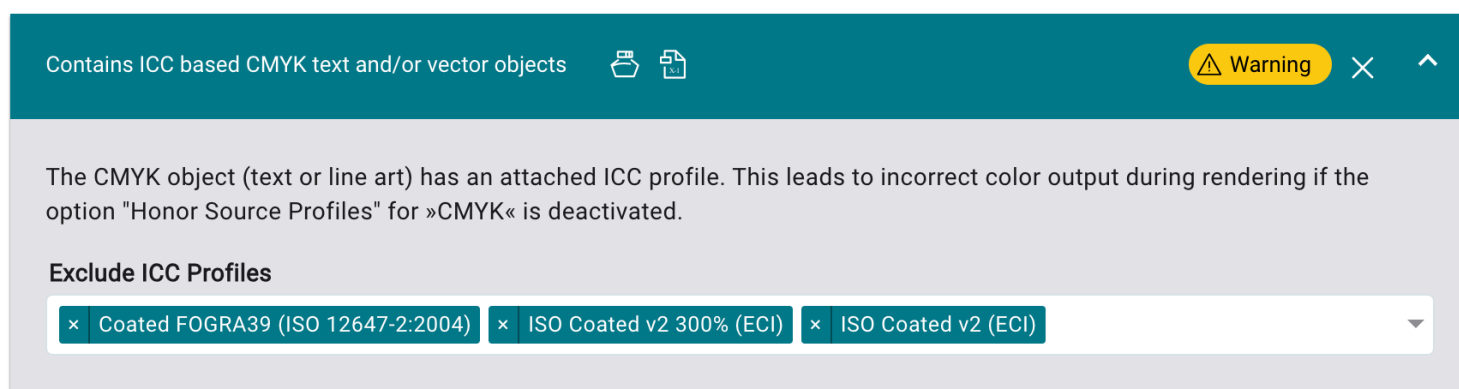 Contains ICC based CMYK text and/or vector objects
X-1
Warning
The CMYK object (text or line art) has an attached ICC profile. This leads to incorrect color output during rendering if the
option "Honor Source Profiles" for »CMYK« is deactivated.
Exclude ICC Profiles
× Coated FOGRA39 (ISO 12647-2:2004) × ISO Coated v2 300% (ECI) × ISO Coated v2 (ECI)